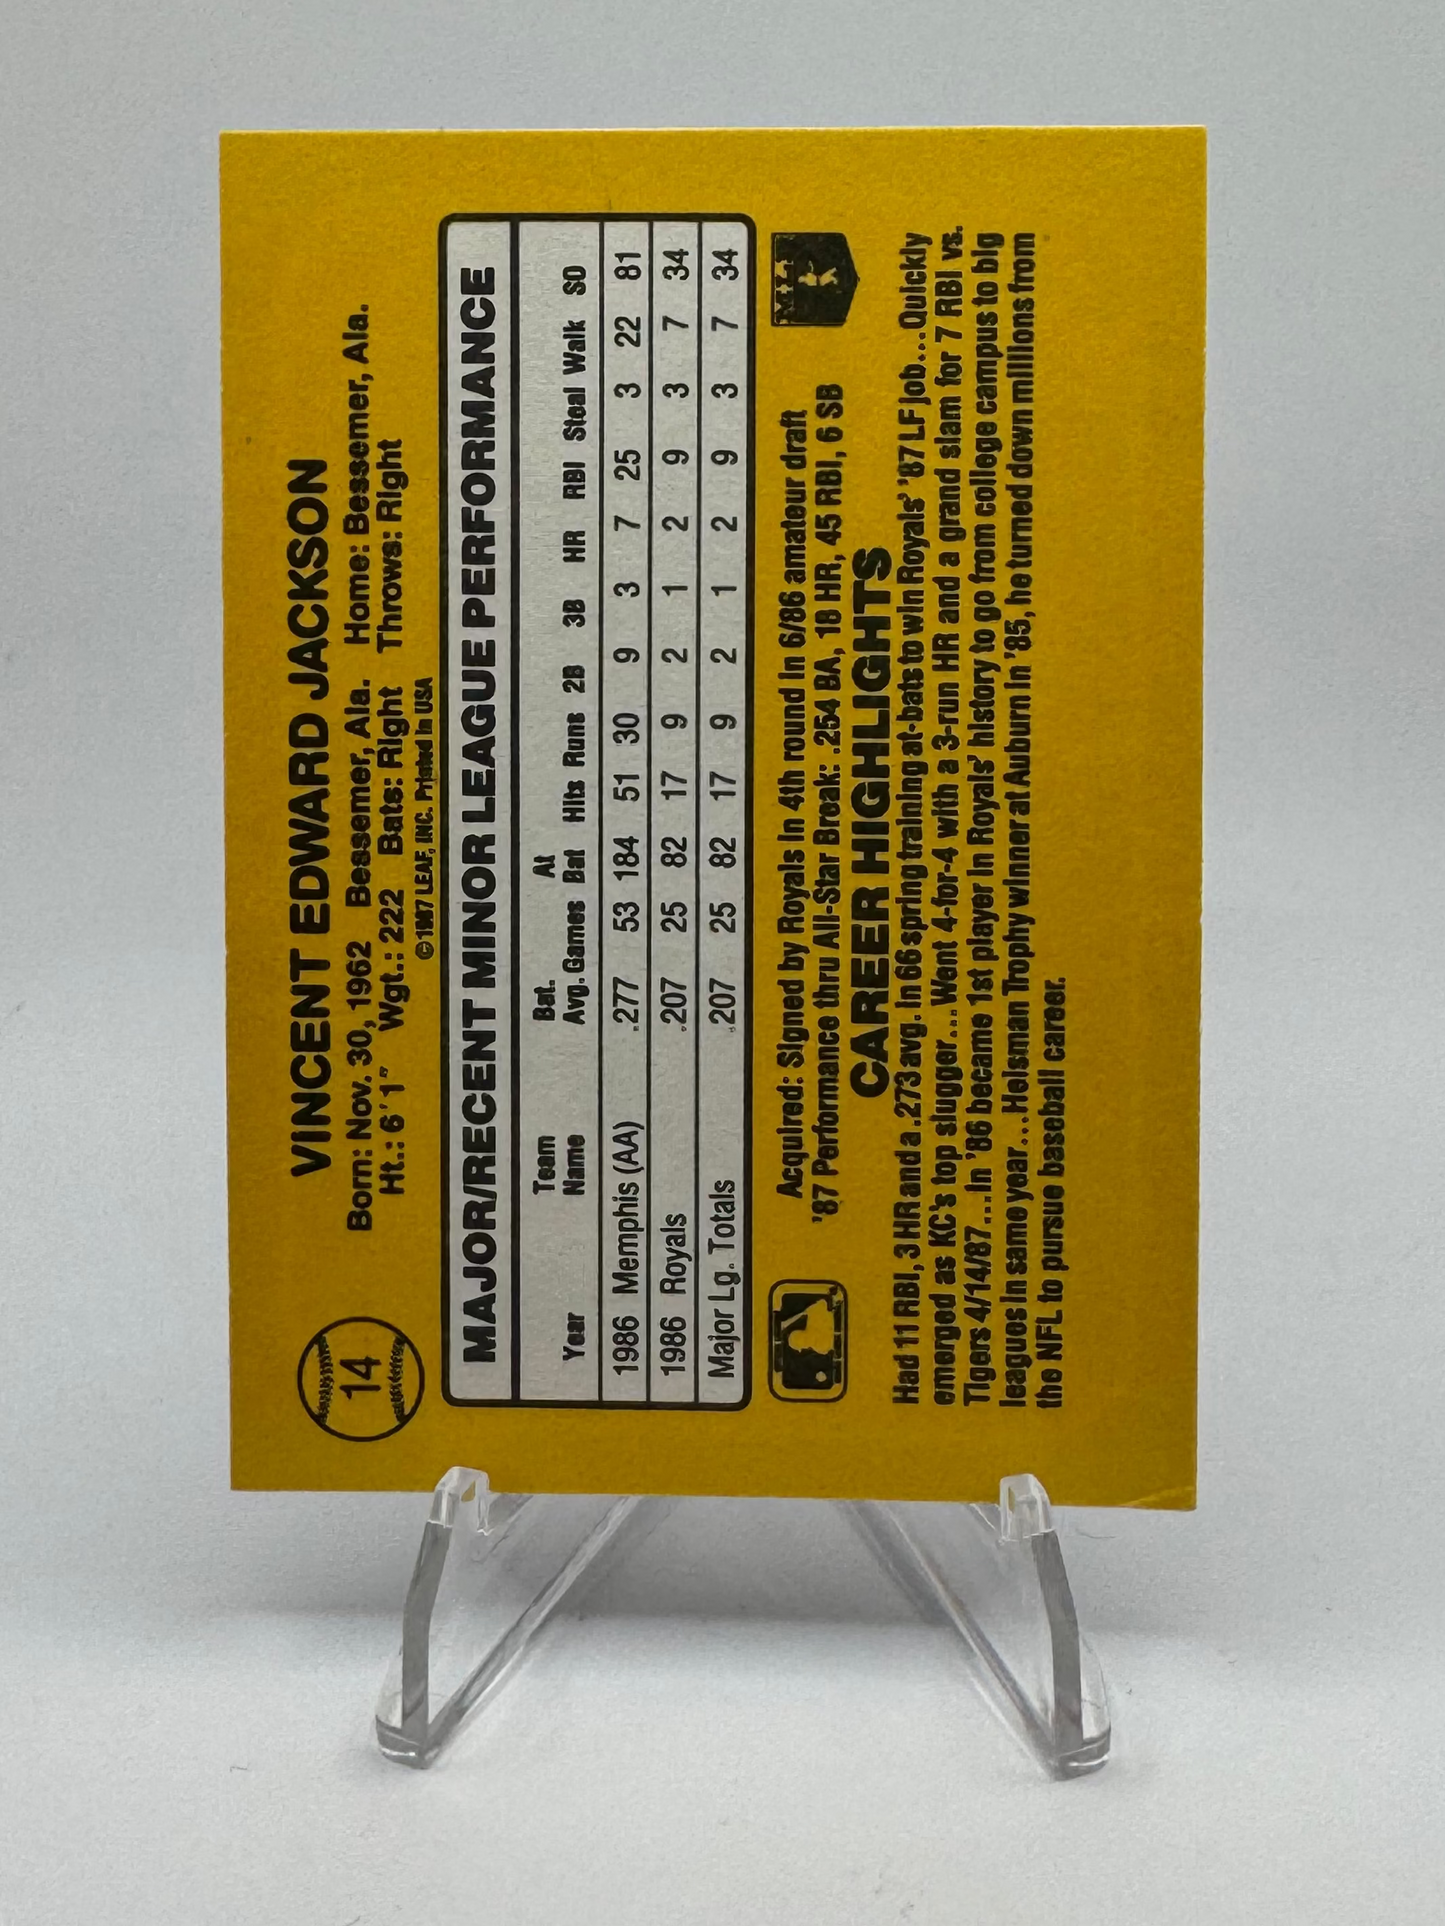 14
VINCENT EDWARD JACKSON
Born: Nov. 30, 1962 Bessemer, Ala. Home: Bessemer, Ala.
Ht.: 6'1" Wgt.: 222 Bats: Right Throws: Right
©1987 LEAF, INC. Printed in USA
MAJOR/RECENT MINOR LEAGUE PERFORMANCE
Year Team Name Bat. Avg. Games At Bat Hits Runs 2B 3B HR RBI Steal Walk SO
1986 Memphis (AA) .277 53 184 51 30 9 3 7 25 3 22 81
1986 Royals .207 25 82 17 9 2 1 2 9 3 7 34
Major Lg. Totals .207 25 82 17 9 2 1 2 9 3 7 34
Acquired: Signed by Royals in 4th round in 6/86 amateur draft
'87 Performance thru All-Star Break: .254 BA, 18 HR, 45 RBI, 6 SB
CAREER HIGHLIGHTS
Had 11 RBI, 3 HR and a .273 avg. in 66 spring training at-bats to win Royals' '87 LF job...Quickly
emerged as KC's top slugger...Went 4-for-4 with a 3-run HR and a grand slam for 7 RBI vs.
Tigers 4/14/87...In '86 became 1st player in Royals' history to go from college campus to big
leagues in same year...Heisman Trophy winner at Auburn in '85, he turned down millions from
the NFL to pursue baseball career.